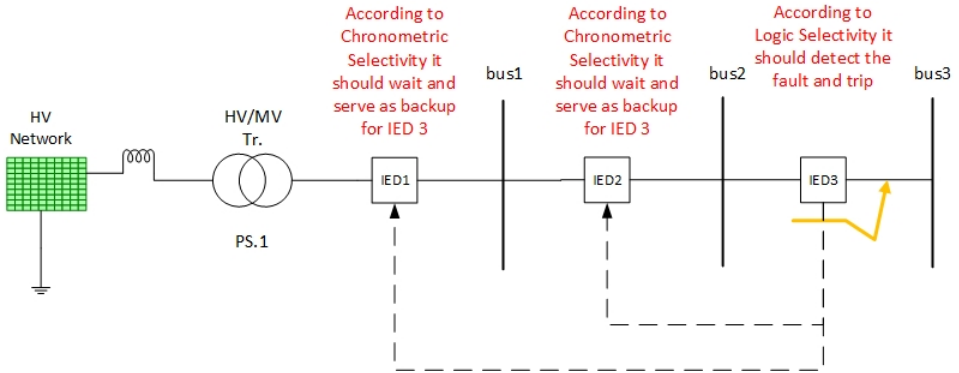 According to
Chronometric
Selectivity it
should wait and
serve as backup
for IED 3
According to
Chronometric
Selectivity it
should wait and
serve as backup
for IED 3
According to
Logic Selectivity it
should detect the
fault and trip
bus1
bus2
bus3
HV
Network
HV/MV
Tr.
IED1
IED2
IED3
PS.1